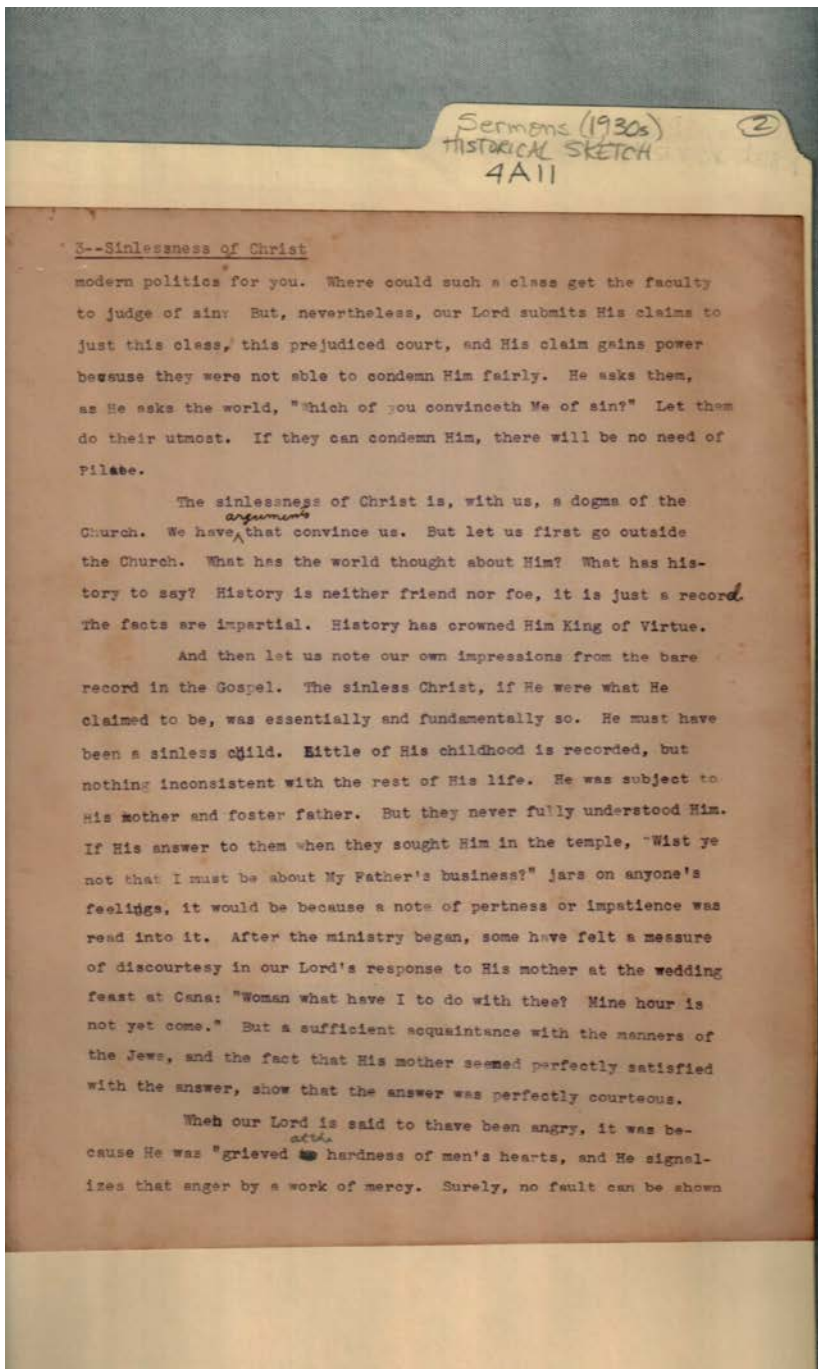 Sermons (1930s)
②
HISTORICAL SKETCH
4A11
3--Sinlessness of Christ
modern politics for you. Where could such a class get the faculty
to judge of sin? But, nevertheless, our Lord submits His claims to
just this class, this prejudiced court, and His claim gains power
because they were not able to condemn Him fairly. He asks them,
as He asks the world, "Which of you convinceth Me of sin?" Let them
do their utmost. If they can condemn Him, there will be no need of
Pilate.
The sinlessness of Christ is, with us, a dogma of the
arguments
Church. We have ^ that convince us. But let us first go outside
the Church. What has the world thought about Him? What has his-
tory to say? History is neither friend nor foe, it is just a record.
The facts are impartial. History has crowned Him King of Virtue.
And then let us note our own impressions from the bare
record in the Gospel. The sinless Christ, if He were what He
claimed to be, was essentially and fundamentally so. He must have
been a sinless child. Little of His childhood is recorded, but
nothing inconsistent with the rest of His life. He was subject to
His mother and foster father. But they never fully understood Him.
If His answer to them when they sought Him in the temple, "Wist ye
not that I must be about My Father's business?" jars on anyone's
feelings, it would be because a note of pertness or impatience was
read into it. After the ministry began, some have felt a measure
of discourtesy in our Lord's response to His mother at the wedding
feast at Cana: "Woman what have I to do with thee? Mine hour is
not yet come." But a sufficient acquaintance with the manners of
the Jews, and the fact that His mother seemed perfectly satisfied
with the answer, show that the answer was perfectly courteous.
When our Lord is said to thave been angry, it was be-
at the
cause He was "grieved hardness of men's hearts, and He signal-
izes that anger by a work of mercy. Surely, no fault can be shown